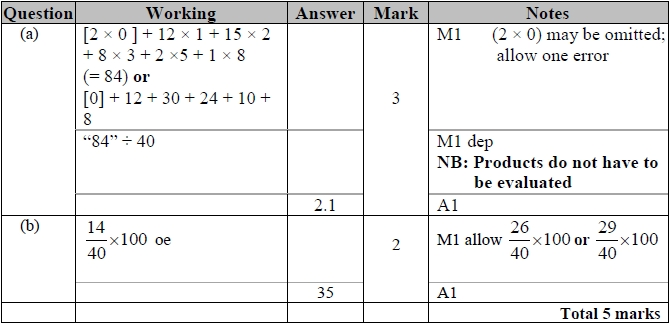 Question Working Answer Mark Notes
(a) [2 × 0 ] + 12 × 1 + 15 × 2 M1 (2 × 0) may be omitted;
+ 8 × 3 + 2 ×5 + 1 × 8 allow one error
(= 84) or
[0] + 12 + 30 + 24 + 10 + 3
8
“84” ÷ 40 M1 dep
NB: Products do not have to
be evaluated
2.1 A1
(b) 14/40 ×100 oe 2 M1 allow 26/40 ×100 or 29/40 ×100
35 A1
Total 5 marks